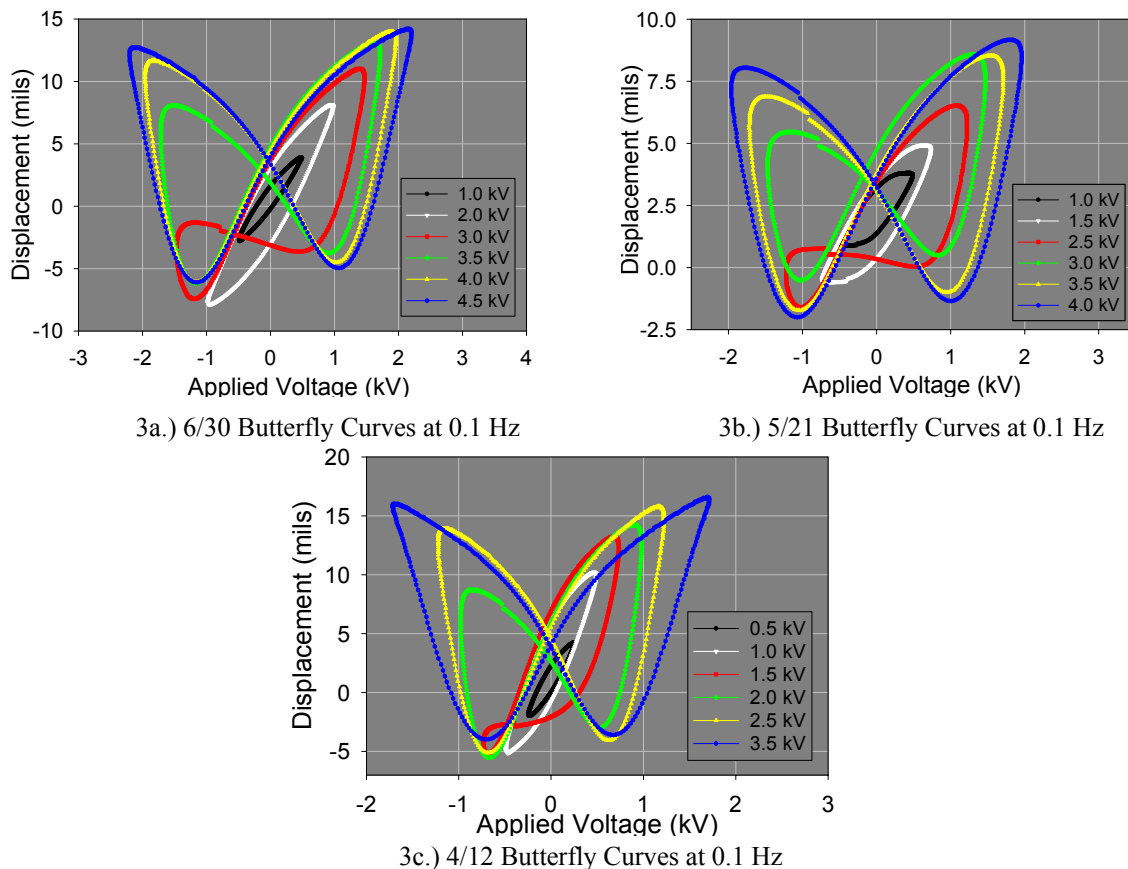 15
10
5
0
-5
-10
Displacement (mils)
-3 -2 -1 0 1 2 3 4
Applied Voltage (kV)
1.0 kV
2.0 kV
3.0 kV
3.5 kV
4.0 kV
4.5 kV
3a.) 6/30 Butterfly Curves at 0.1 Hz
10.0
7.5
5.0
2.5
0.0
-2.5
Displacement (mils)
-2 -1 0 1 2 3
Applied Voltage (kV)
1.0 kV
1.5 kV
2.5 kV
3.0 kV
3.5 kV
4.0 kV
3b.) 5/21 Butterfly Curves at 0.1 Hz
20
15
10
5
0
-5
Displacement (mils)
-2 -1 0 1 2 3
Applied Voltage (kV)
0.5 kV
1.0 kV
1.5 kV
2.0 kV
2.5 kV
3.5 kV
3c.) 4/12 Butterfly Curves at 0.1 Hz